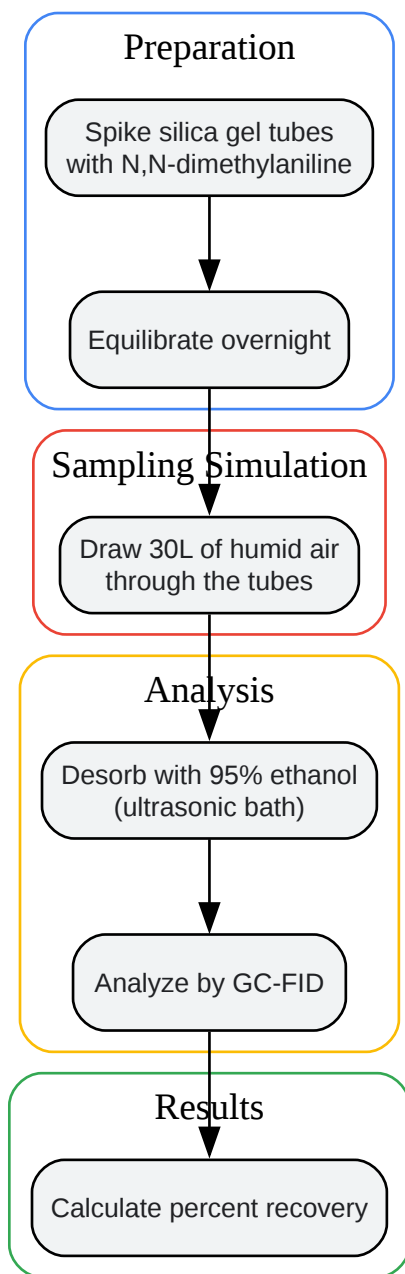 Preparation
Spike silica gel tubes
with N,N-dimethylaniline
Equilibrate overnight
Sampling Simulation
Draw 30L of humid air
through the tubes
Analysis
Desorb with 95% ethanol
(ultrasonic bath)
Analyze by GC-FID
Results
Calculate percent recovery